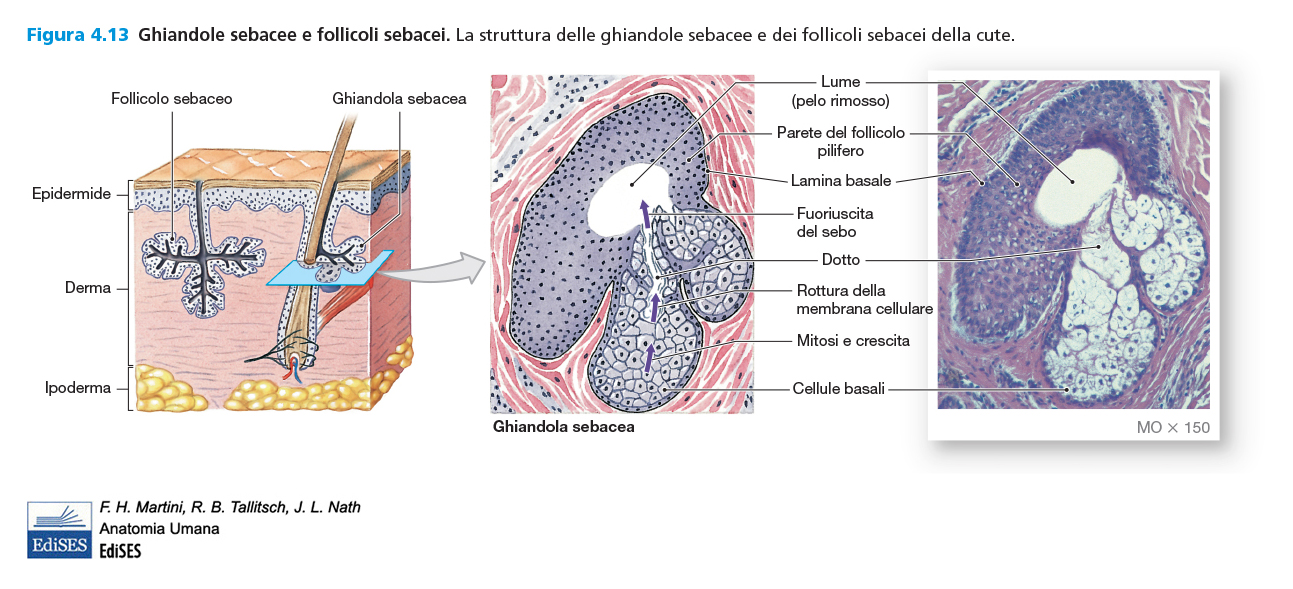 Figura 4.13 Ghiandole sebacee e follicoli sebacei. La struttura delle ghiandole sebacee e dei follicoli sebacei della cute.
Follicolo sebaceo
Ghiandola sebacea
Epidermide
Derma
Ipoderma
Lume
(pelo rimosso)
Parete del follicolo
pilifero
Lamina basale
Fuoriuscita
del sebo
Dotto
Rottura della
membrana cellulare
Mitosi e crescita
Cellule basali
Ghiandola sebacea
MO × 150
F. H. Martini, R. B. Tallitsch, J. L. Nath
Anatomia Umana
EdiSES
EdiSES